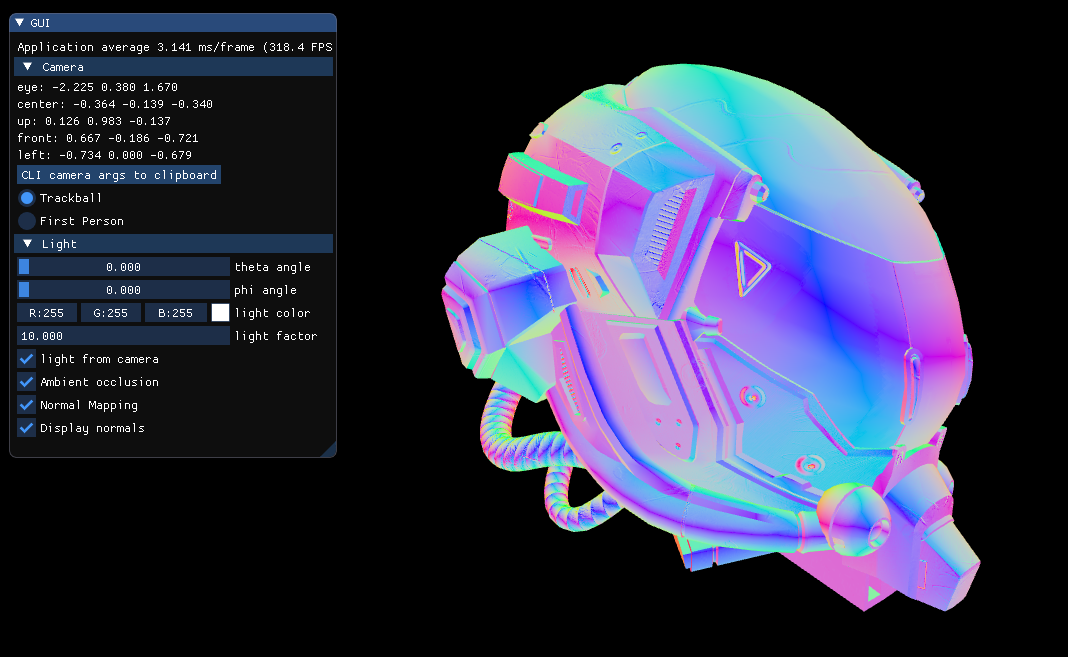 GUI
Application average 3.141 ms/frame (318.4 FPS
Camera
eye: -2.225 0.380 1.670
center: -0.364 -0.139 -0.340
up: 0.126 0.983 -0.137
front: 0.667 -0.186 -0.721
left: -0.734 0.000 -0.679
CLI camera args to clipboard
Trackball
First Person
Light
0.000 theta angle
0.000 phi angle
R:255 G:255 B:255 light color
10.000 light factor
light from camera
Ambient occlusion
Normal Mapping
Display normals